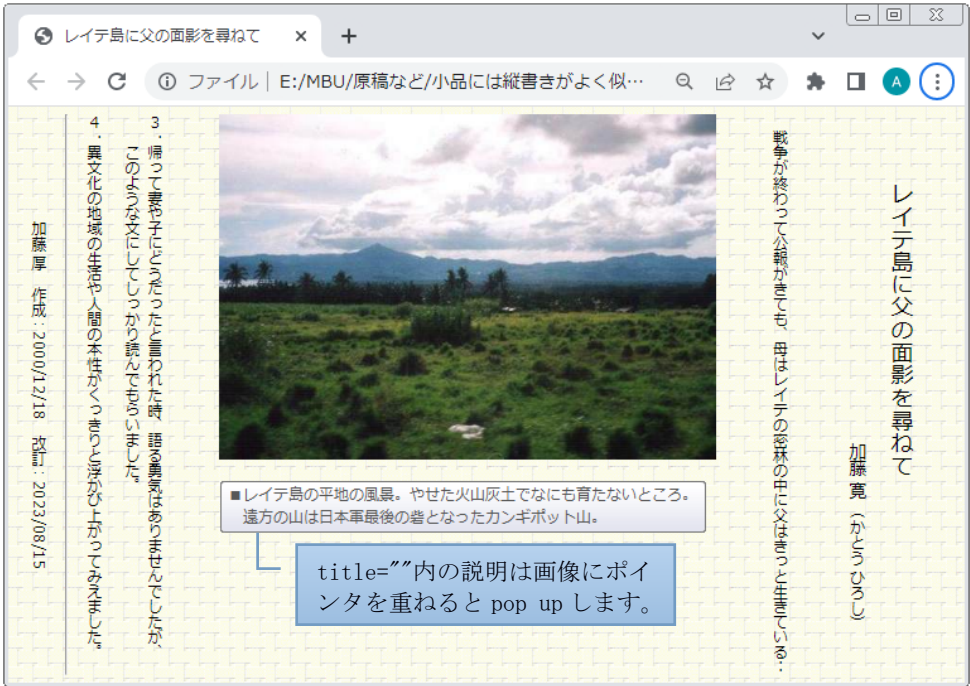 レイテ島に父の面影を尋ねて
ファイル | E:/MBU/原稿など//小品には縦書きがよく似…
A
レイテ島に父の面影を尋ねて
加藤 寛 (かとう ひろし)
戦争が終わって公報がきても、母はレイテの密林の中に父はきっと生きている‥
■レイテ島の平地の風景。やせた火山灰土でなにも育たないところ。
遠方の山は日本軍最後の砦となったカンギポット山。
title=""内の説明は画像にポイ
ンタを重ねると pop up します。
3．帰って妻や子にどうだったと言われた時、語る勇気はありませんでしたが、
このような文にしてしっかり読んでもらいました。
4．異文化の地域の生活や人間の本性がくっきりと浮かび上がってみえました。
加藤 厚 作成：2000/12/18 改訂：2023/08/15